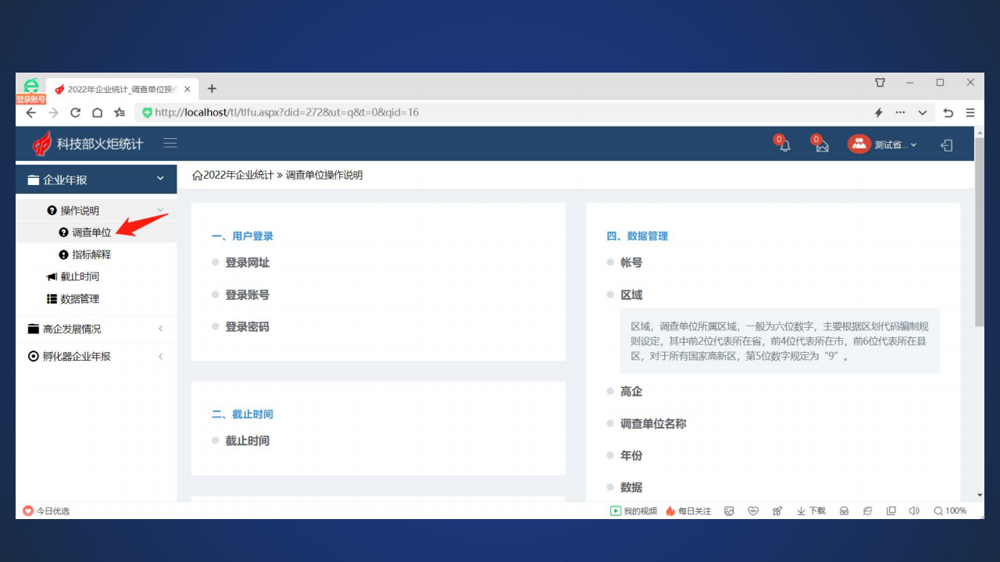 2022年企业统计_调查单位操作
登录账号
http://localhost/tl/tlfu.aspx?did=272&ut=q&t=0&qid=16
科技部火炬统计
0
0
测试省...
企业年报
2022年企业统计 » 调查单位操作说明
操作说明
调查单位
指标解释
截止时间
数据管理
高企发展情况
孵化器企业年报
一、用户登录
登录网址
登录账号
登录密码
二、截止时间
截止时间
四、数据管理
帐号
区域
区域，调查单位所属区域，一般为六位数字，主要根据区划代码编制规
则设定，其中前2位代表所在省，前4位代表所在市，前6位代表所在县
区，对于所有国家高新区，第5位数字规定为“9”。
高企
调查单位名称
年份
数据
今日优选
我的视频
每日关注
下载
100%